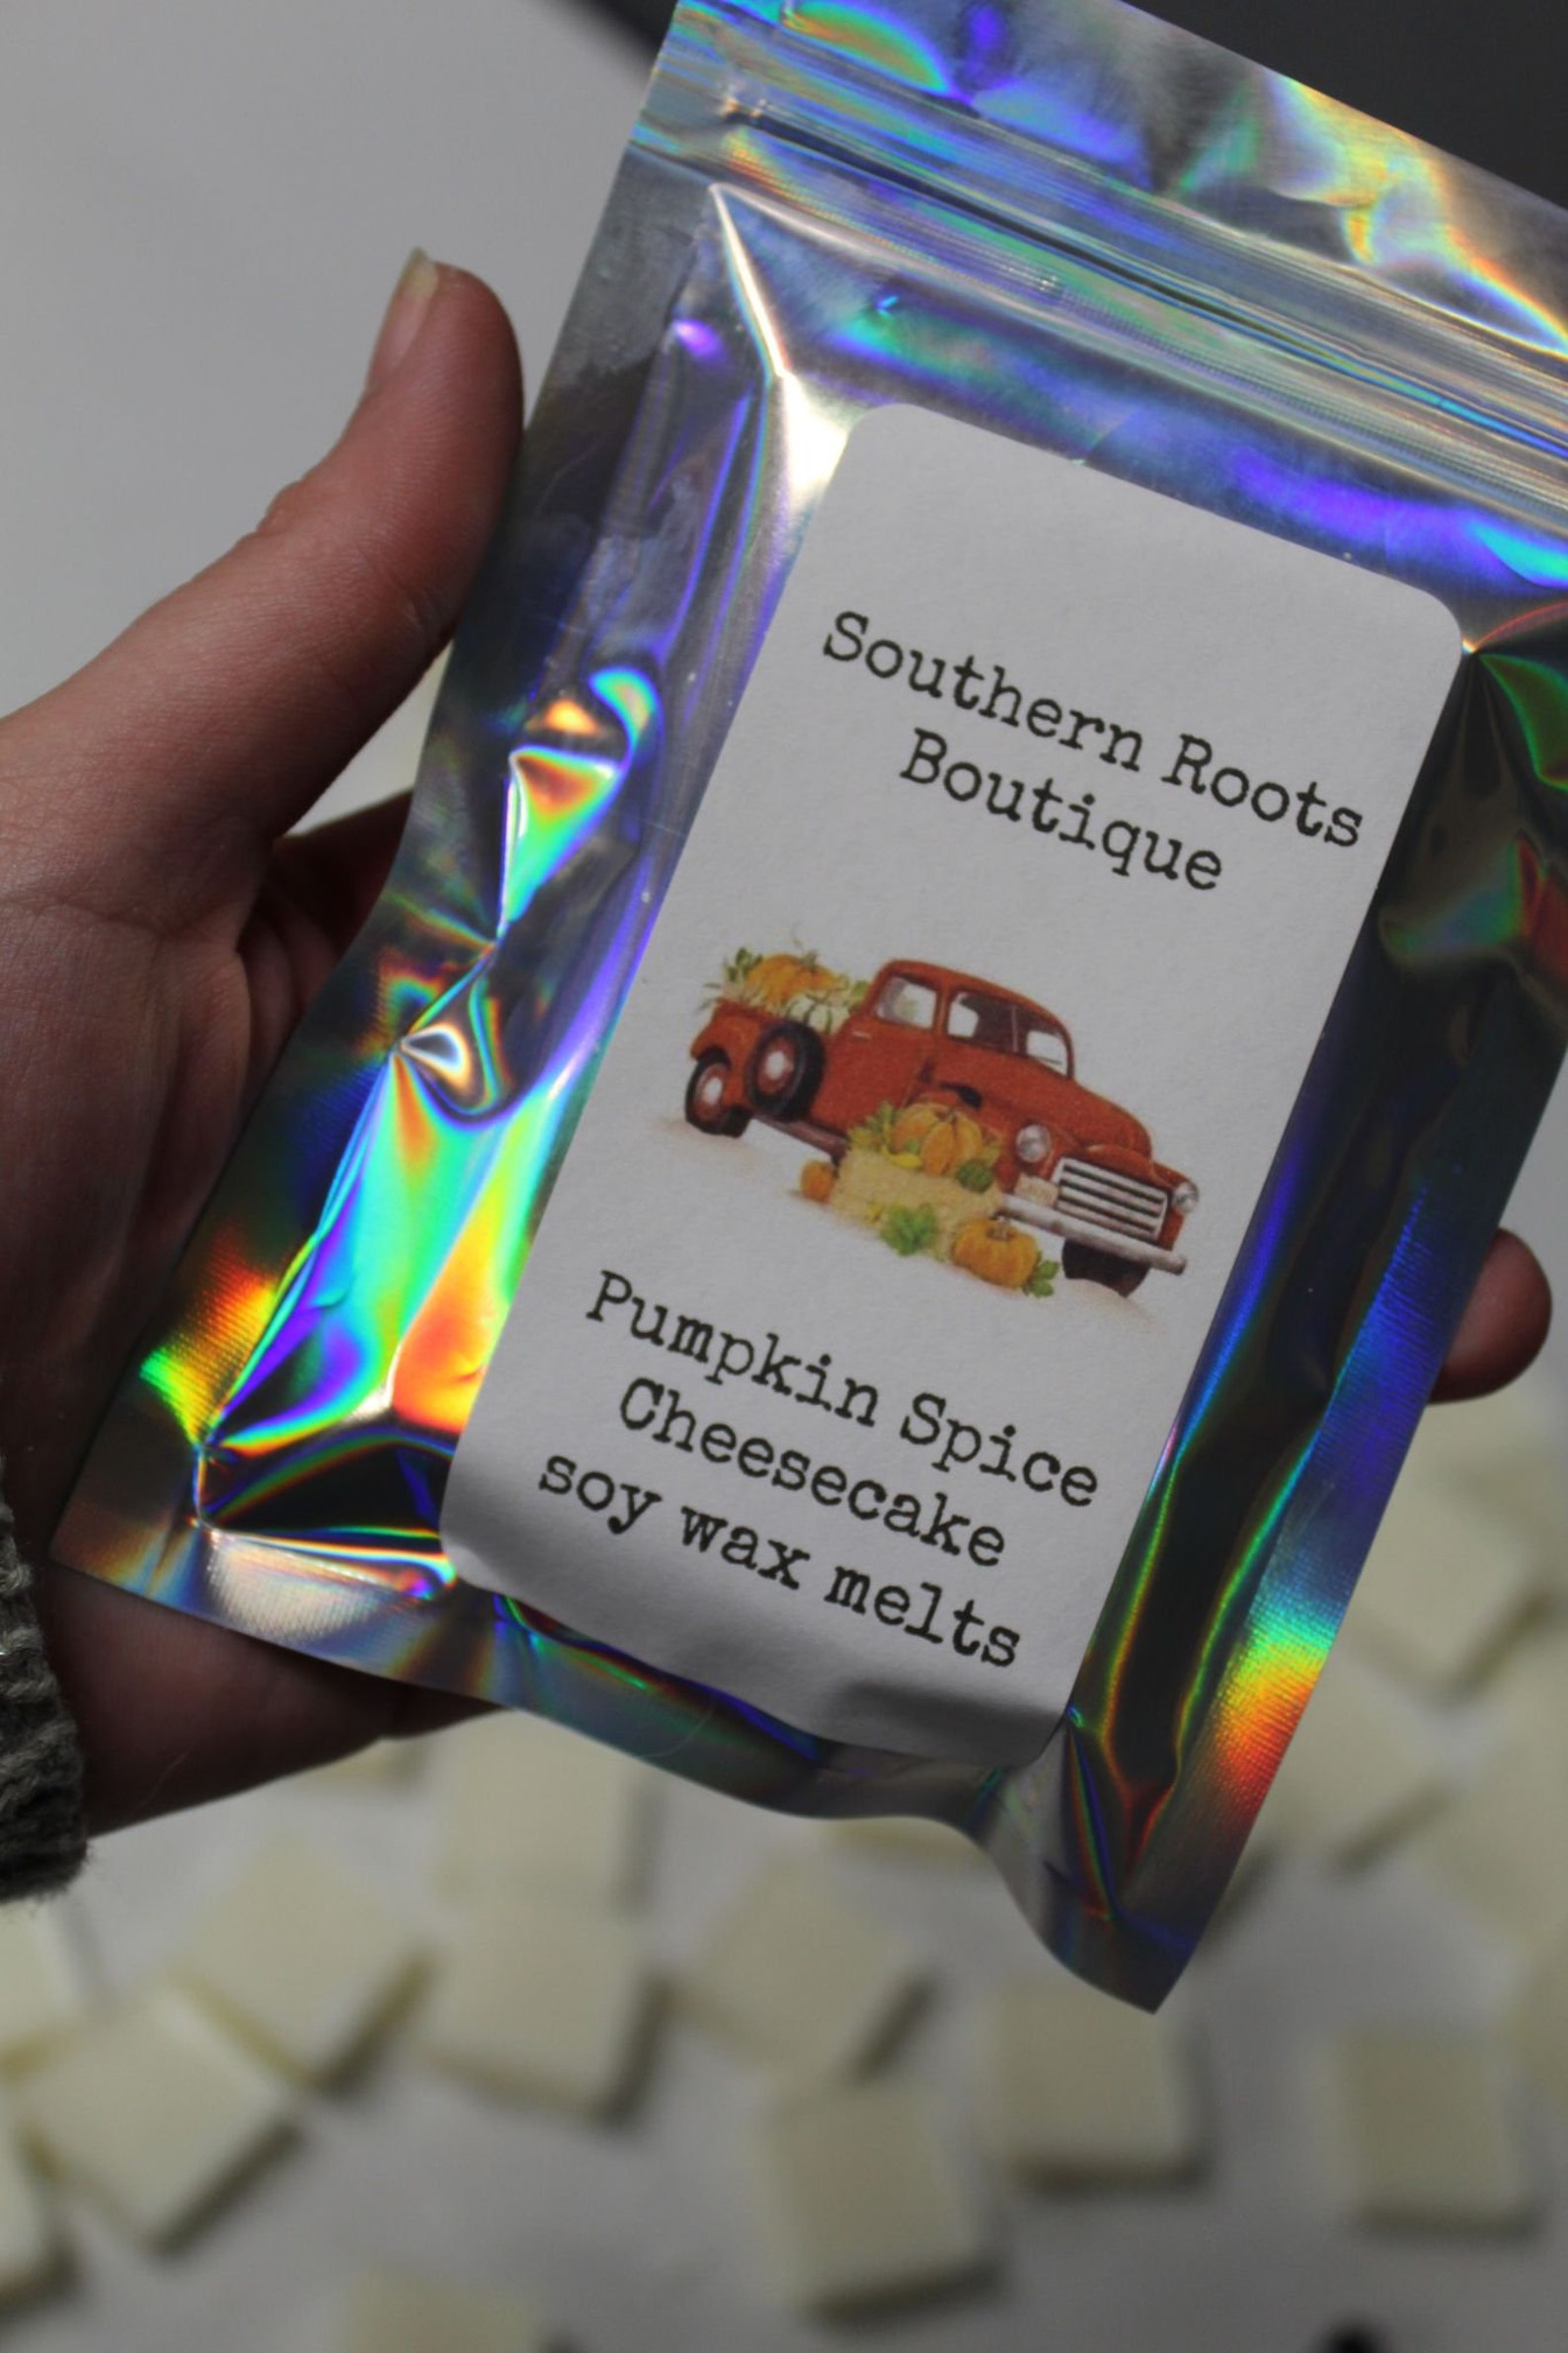 Southern Roots
Boutique
Pumpkin Spice
Cheesecake
soy wax melts